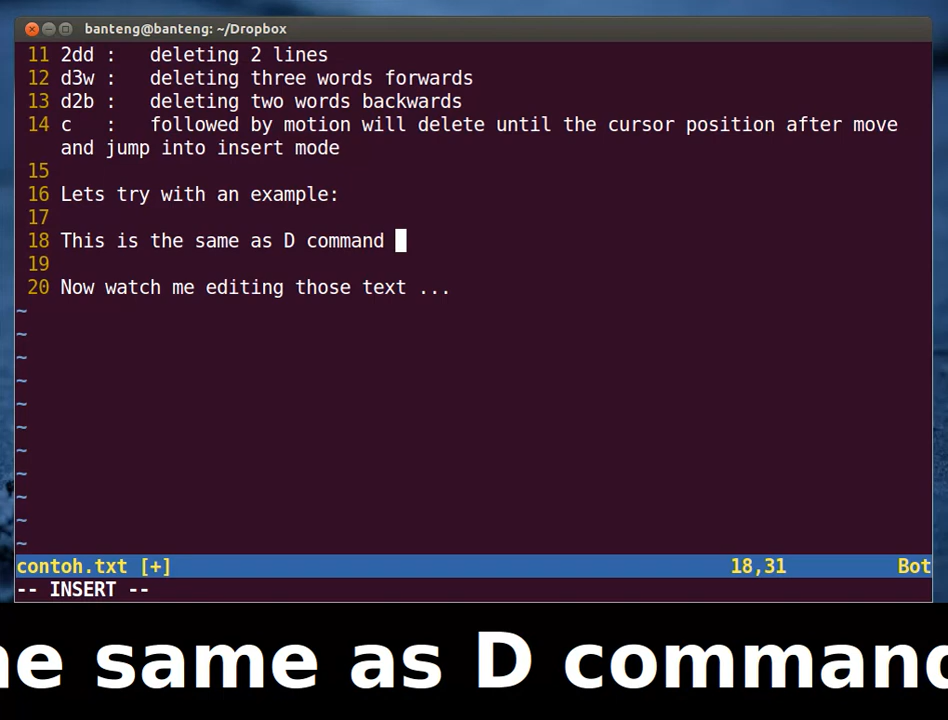 banteng@banteng: ~/Dropbox
11 2dd :   deleting 2 lines
12 d3w :   deleting three words forwards
13 d2b :   deleting two words backwards
14 c   :   followed by motion will delete until the cursor position after move
and jump into insert mode
15
16 Lets try with an example:
17
18 This is the same as D command
19
20 Now watch me editing those text ...
~
~
~
~
~
~
~
~
~
~
~
contoh.txt [+] 18,31 Bot
-- INSERT --
he same as D command